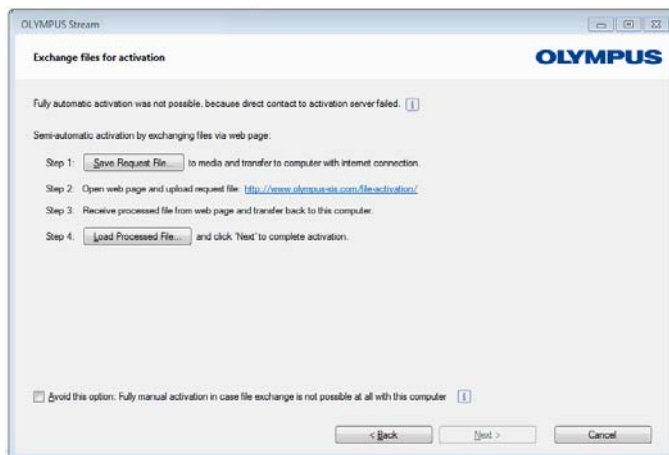 OLYMPUS Stream
Exchange files for activation
OLYMPUS
Fully automatic activation was not possible, because direct contact to activation server failed.
Semi-automatic activation by exchanging files via web page:
Step 1: Save Request File... to media and transfer to computer with internet connection.
Step 2: Open web page and upload request file: http://www.olympus-sis.com/file-activation/
Step 3: Receive processed file from web page and transfer back to this computer.
Step 4: Load Processed File... and click 'Next' to complete activation.
Avoid this option: Fully manual activation in case file exchange is not possible at all with this computer
< Back Next > Cancel